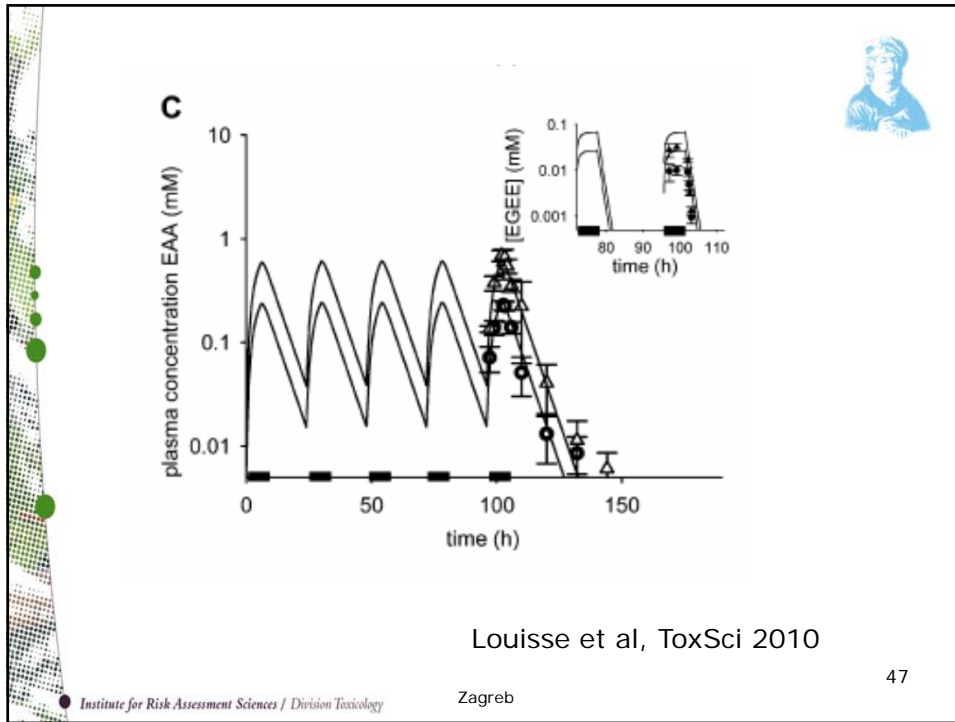 C
10
1
0.1
0.01
plasma concentration EAA (mM)
0
50
100
150
time (h)
0.1
0.01
0.001
[EGEE] (mM)
80
90
100
110
time (h)
Louisse et al, ToxSci 2010
47
Institute for Risk Assessment Sciences / Division Toxicology
Zagreb